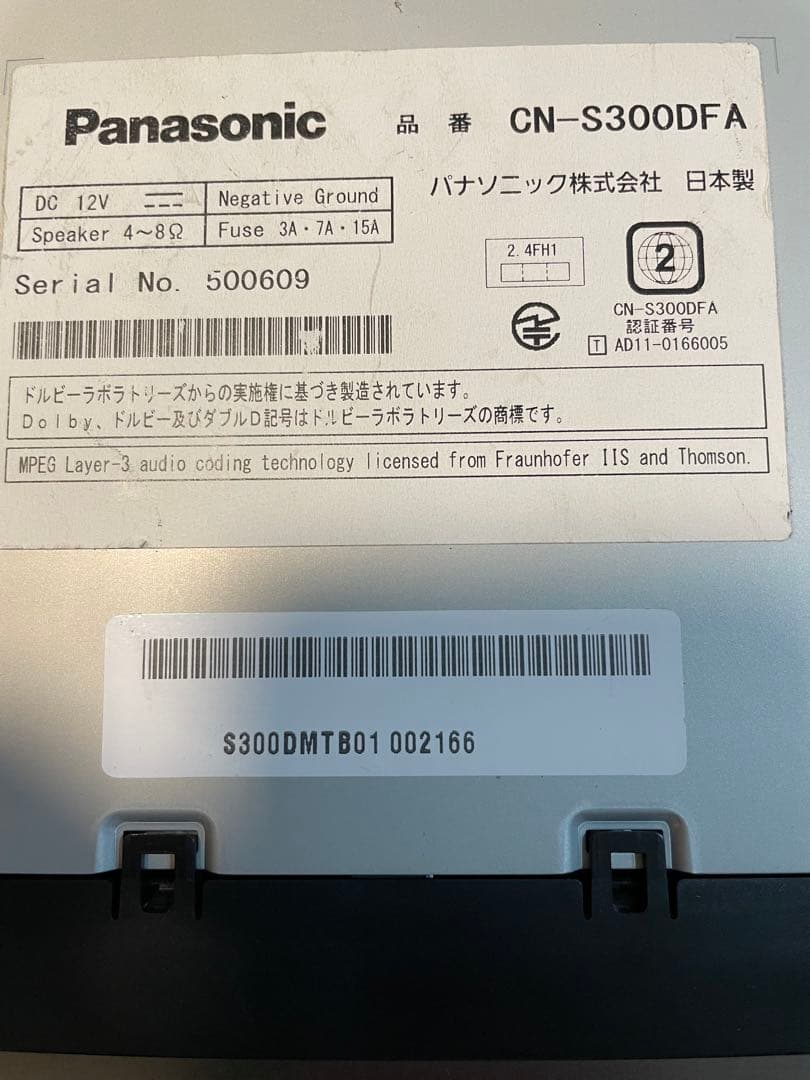 Panasonic
品 番 CN-S300DFA
パナソニック株式会社 日本製
DC 12V
Negative Ground
Speaker 4～8Ω
Fuse 3A・7A・15A
Serial No. 500609
2.4FH1
2
CN-S300DFA
認証番号
T AD11-0166005
ドルビーラボラトリーズからの実施権に基づき製造されています。
Dolby、ドルビー及びダブルD記号はドルビーラボラトリーズの商標です。
MPEG Layer-3 audio coding technology licensed from Fraunhofer IIS and Thomson.
S300DMTB01 002166